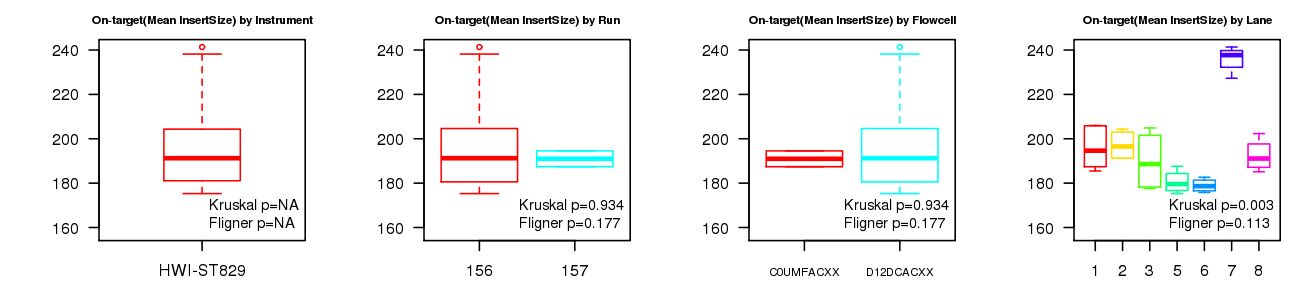 On-target(Mean InsertSize) by Instrument
240
220
200
180
160
Kruskal p=NA
Fligner p=NA
HWI-ST829
On-target(Mean InsertSize) by Run
240
220
200
180
160
Kruskal p=0.934
Fligner p=0.177
156 157
On-target(Mean InsertSize) by Flowcell
240
220
200
180
160
Kruskal p=0.934
Fligner p=0.177
C0UMFACXX D12DCACXX
On-target(Mean InsertSize) by Lane
240
220
200
180
160
Kruskal p=0.003
Fligner p=0.113
1 2 3 5 6 7 8